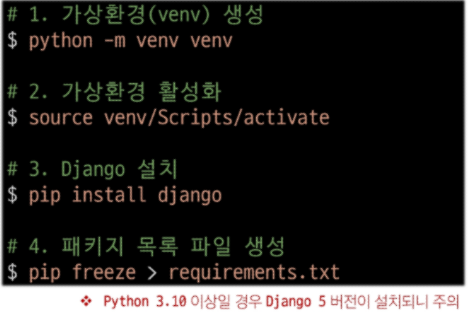 # 1. 가상환경(venv) 생성
$ python -m venv venv
# 2. 가상환경 활성화
$ source venv/Scripts/activate
# 3. Django 설치
$ pip install django
# 4. 패키지 목록 파일 생성
$ pip freeze > requirements.txt
❖ Python 3.10 이상일 경우 Django 5 버전이 설치되니 주의